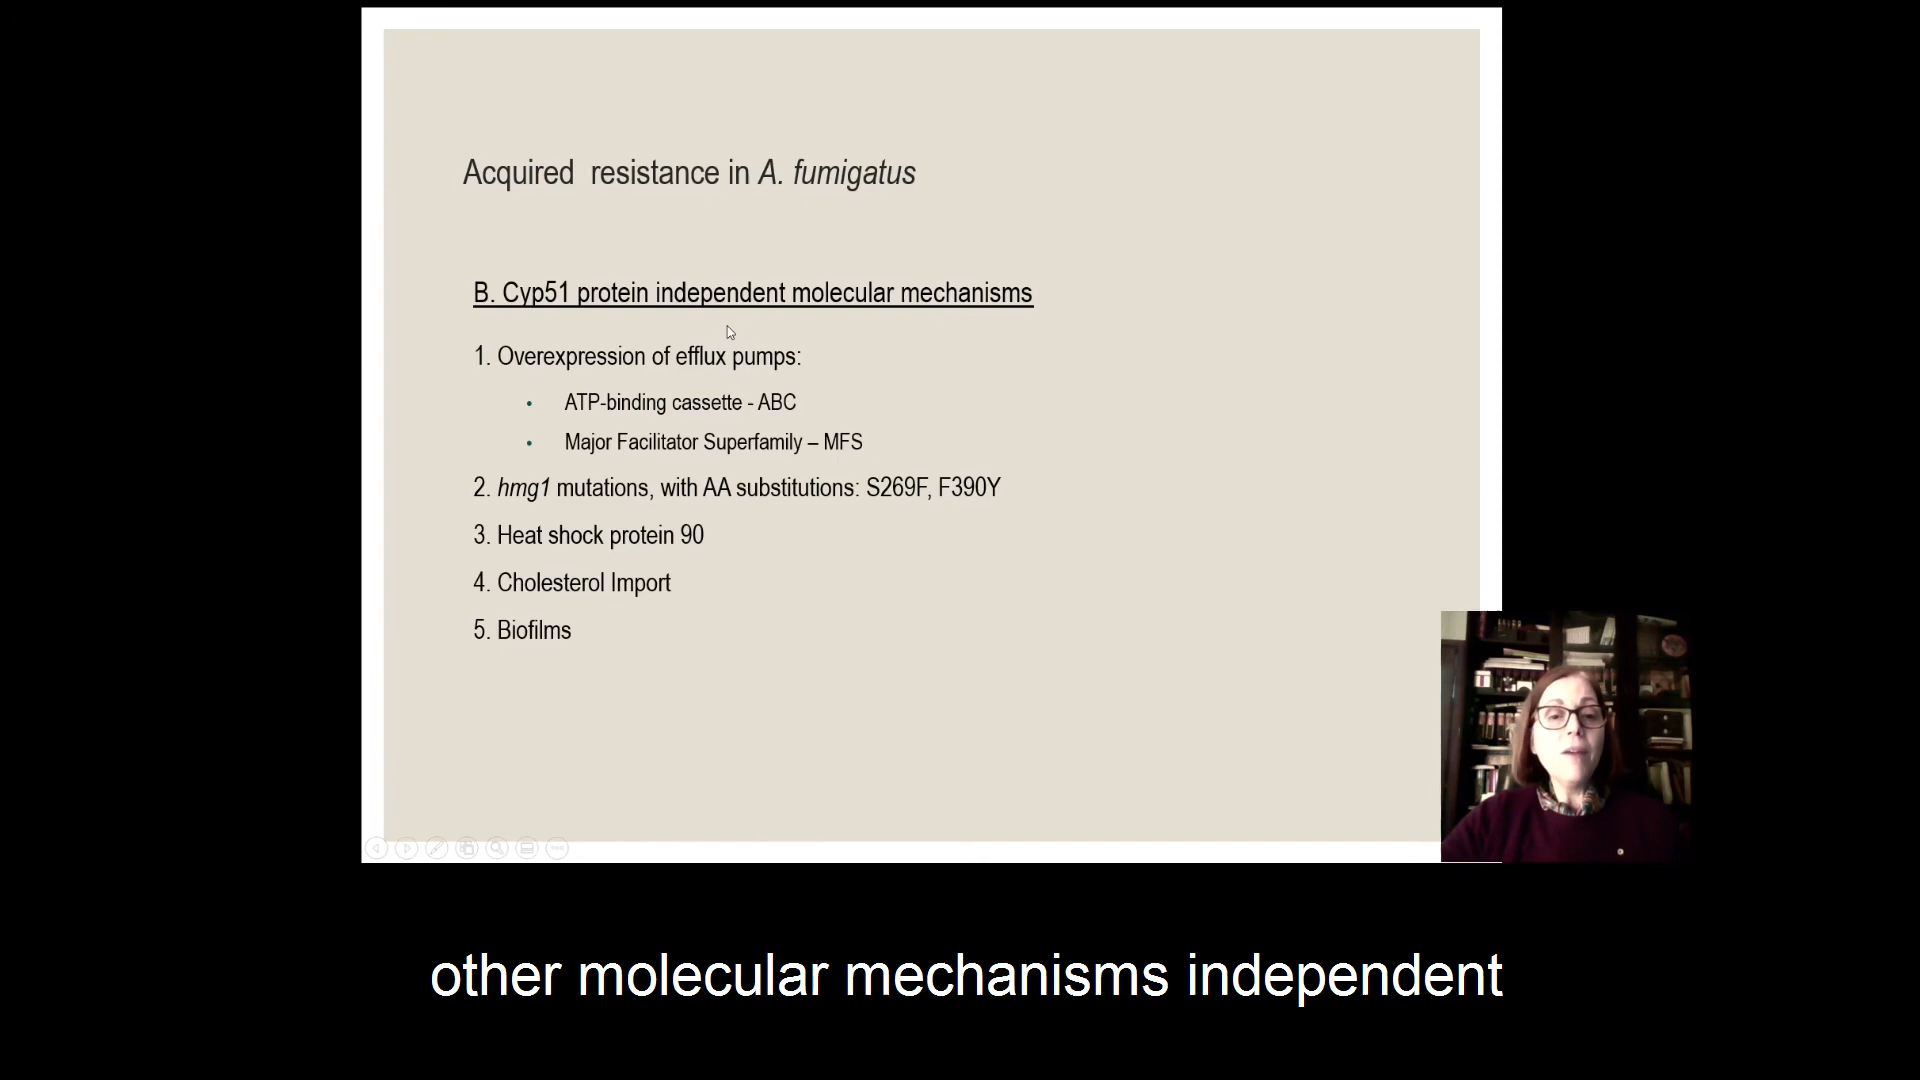 Acquired resistance in A. fumigatus
B. Cyp51 protein independent molecular mechanisms
1. Overexpression of efflux pumps:
• ATP-binding cassette - ABC
• Major Facilitator Superfamily – MFS
2. hmg1 mutations, with AA substitutions: S269F, F390Y
3. Heat shock protein 90
4. Cholesterol Import
5. Biofilms
other molecular mechanisms independent